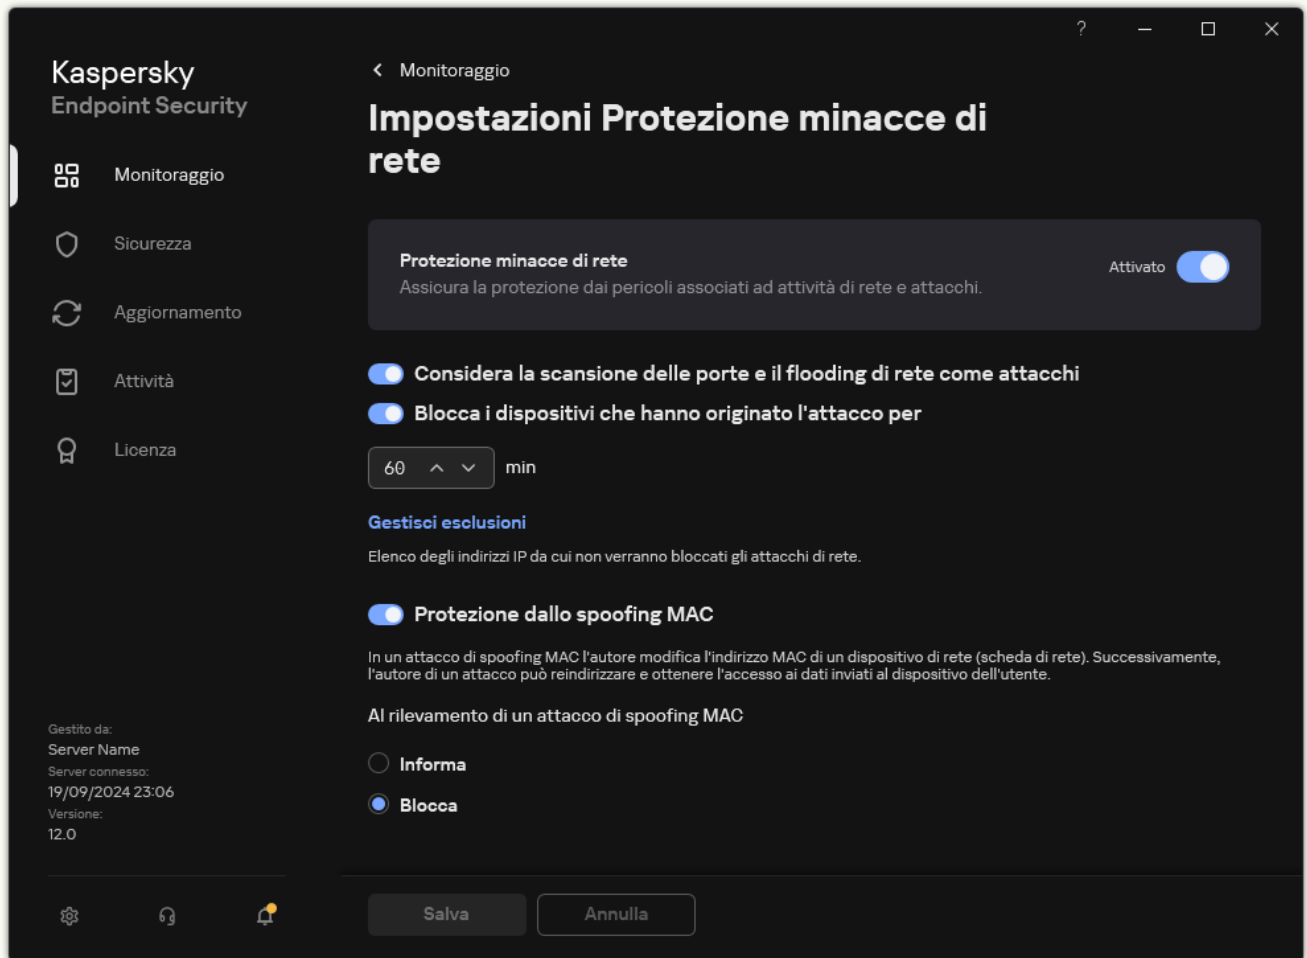 Kaspersky
Endpoint Security
Monitoraggio
Sicurezza
Aggiornamento
Attività
Licenza
Gestito da:
Server Name
Server connesso:
19/09/2024 23:06
Versione:
12.0
?
Monitoraggio
Impostazioni Protezione minacce di
rete
Protezione minacce di rete
Attivato
Assicura la protezione dai pericoli associati ad attività di rete e attacchi.
Considera la scansione delle porte e il flooding di rete come attacchi
Blocca i dispositivi che hanno originato l'attacco per
60 min
Gestisci esclusioni
Elenco degli indirizzi IP da cui non verranno bloccati gli attacchi di rete.
Protezione dallo spoofing MAC
In un attacco di spoofing MAC l'autore modifica l'indirizzo MAC di un dispositivo di rete (scheda di rete). Successivamente,
l'autore di un attacco può reindirizzare e ottenere l'accesso ai dati inviati al dispositivo dell'utente.
Al rilevamento di un attacco di spoofing MAC
Informa
Blocca
Salva
Annulla